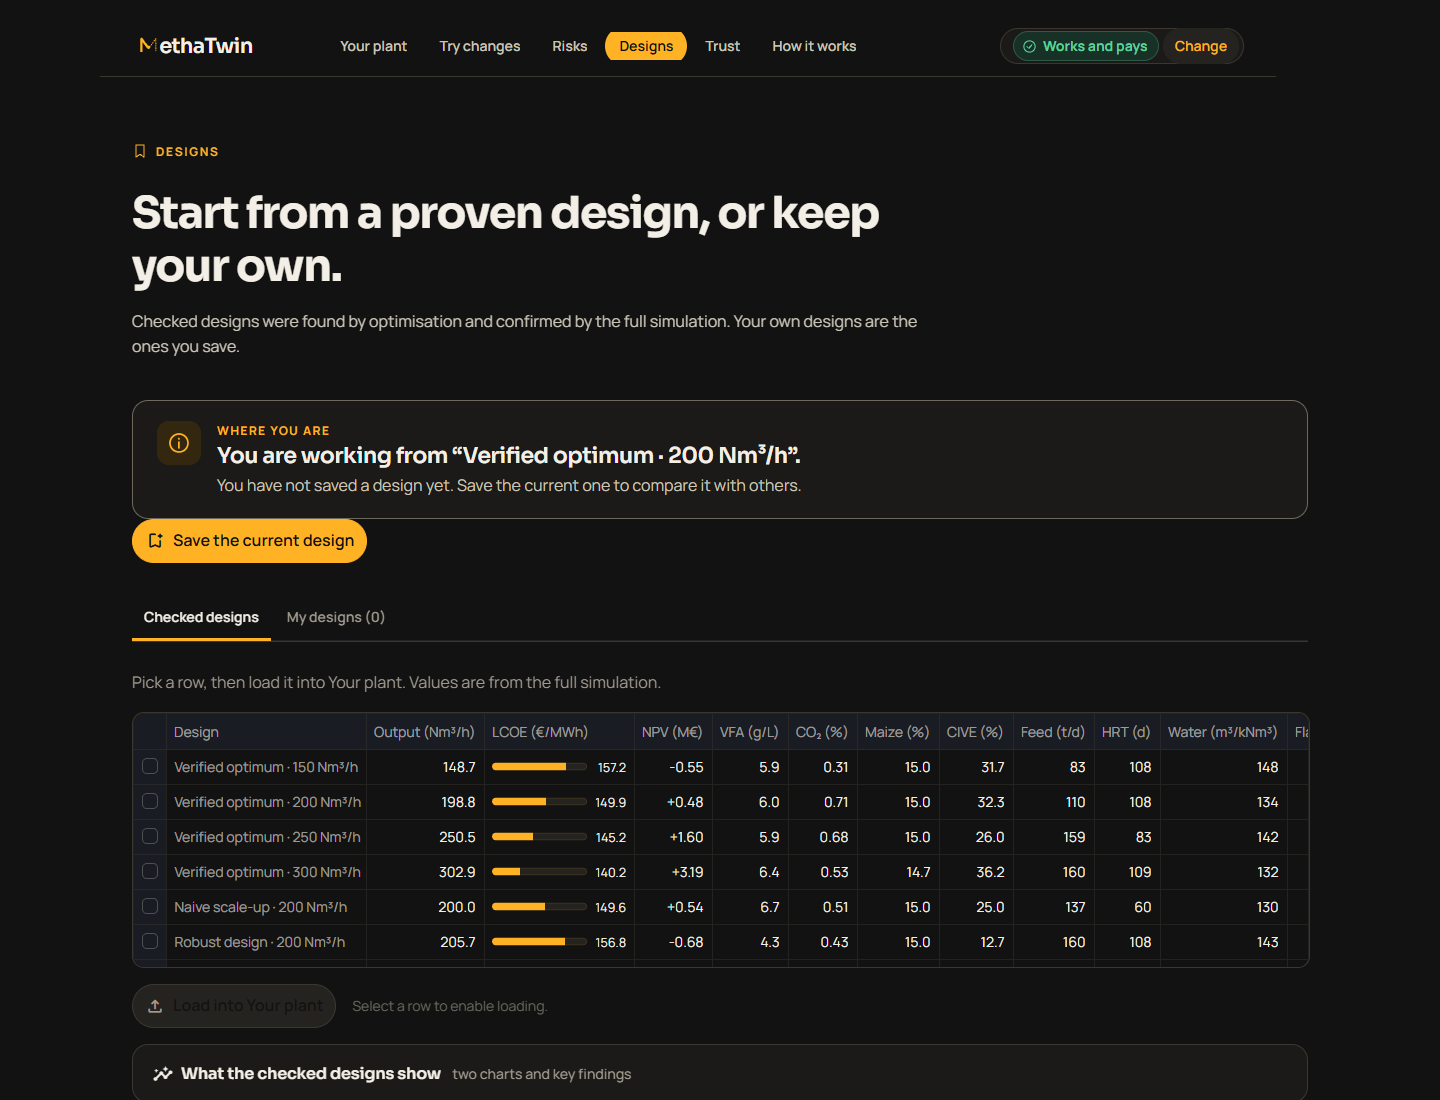 MethaTwin
Your plant
Try changes
Risks
Designs
Trust
How it works
Works and pays
Change
DESIGNS
Start from a proven design, or keep
your own.
Checked designs were found by optimisation and confirmed by the full simulation. Your own designs are the
ones you save.
WHERE YOU ARE
You are working from “Verified optimum · 200 Nm³/h”.
You have not saved a design yet. Save the current one to compare it with others.
Save the current design
Checked designs
My designs (0)
Pick a row, then load it into Your plant. Values are from the full simulation.
Design Output (Nm³/h) LCOE (€/MWh) NPV (M€) VFA (g/L) CO₂ (%) Maize (%) CIVE (%) Feed (t/d) HRT (d) Water (m³/kNm³)
Verified optimum · 150 Nm³/h 148.7 157.2 -0.55 5.9 0.31 15.0 31.7 83 108 148
Verified optimum · 200 Nm³/h 198.8 149.9 +0.48 6.0 0.71 15.0 32.3 110 108 134
Verified optimum · 250 Nm³/h 250.5 145.2 +1.60 5.9 0.68 15.0 26.0 159 83 142
Verified optimum · 300 Nm³/h 302.9 140.2 +3.19 6.4 0.53 14.7 36.2 160 109 132
Naive scale-up · 200 Nm³/h 200.0 149.6 +0.54 6.7 0.51 15.0 25.0 137 60 130
Robust design · 200 Nm³/h 205.7 156.8 -0.68 4.3 0.43 15.0 12.7 160 108 143
Load into Your plant
Select a row to enable loading.
What the checked designs show two charts and key findings